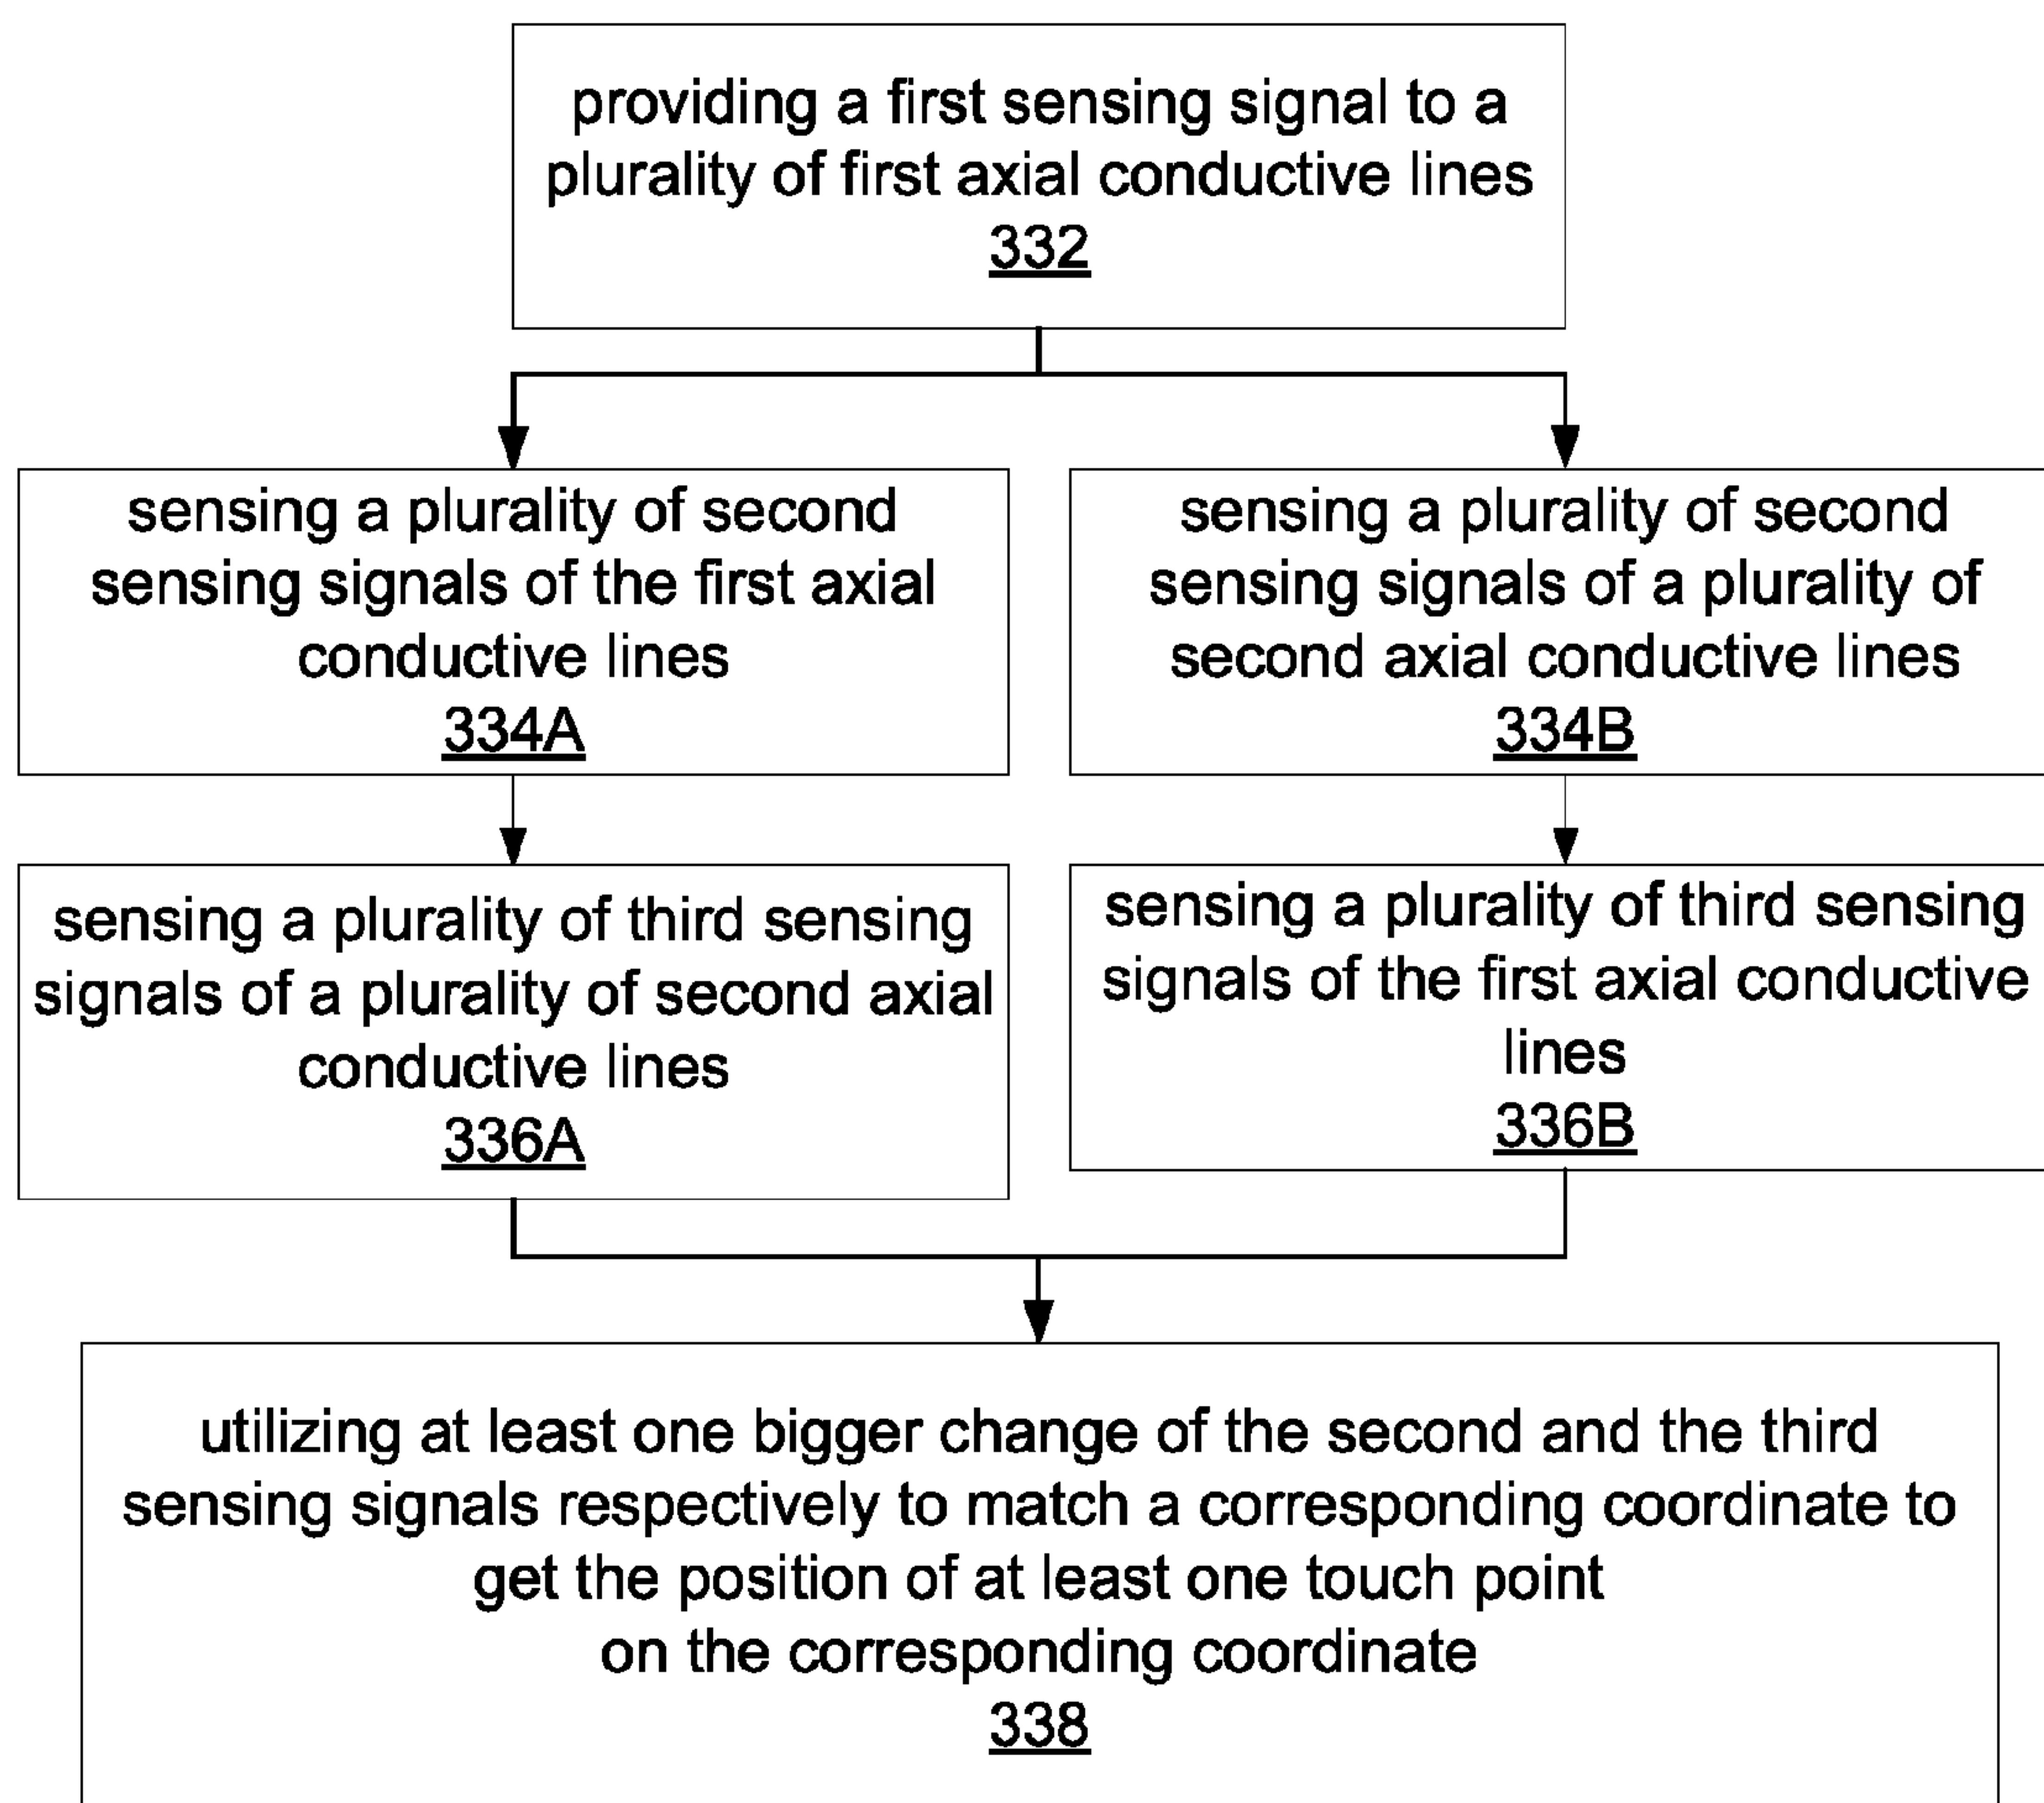 providing a first sensing signal to a
plurality of first axial conductive lines
332
sensing a plurality of second
sensing signals of the first axial
conductive lines
334A
sensing a plurality of second
sensing signals of a plurality of
second axial conductive lines
334B
sensing a plurality of third sensing
signals of a plurality of second axial
conductive lines
336A
sensing a plurality of third sensing
signals of the first axial conductive
lines
336B
utilizing at least one bigger change of the second and the third
sensing signals respectively to match a corresponding coordinate to
get the position of at least one touch point
on the corresponding coordinate
338